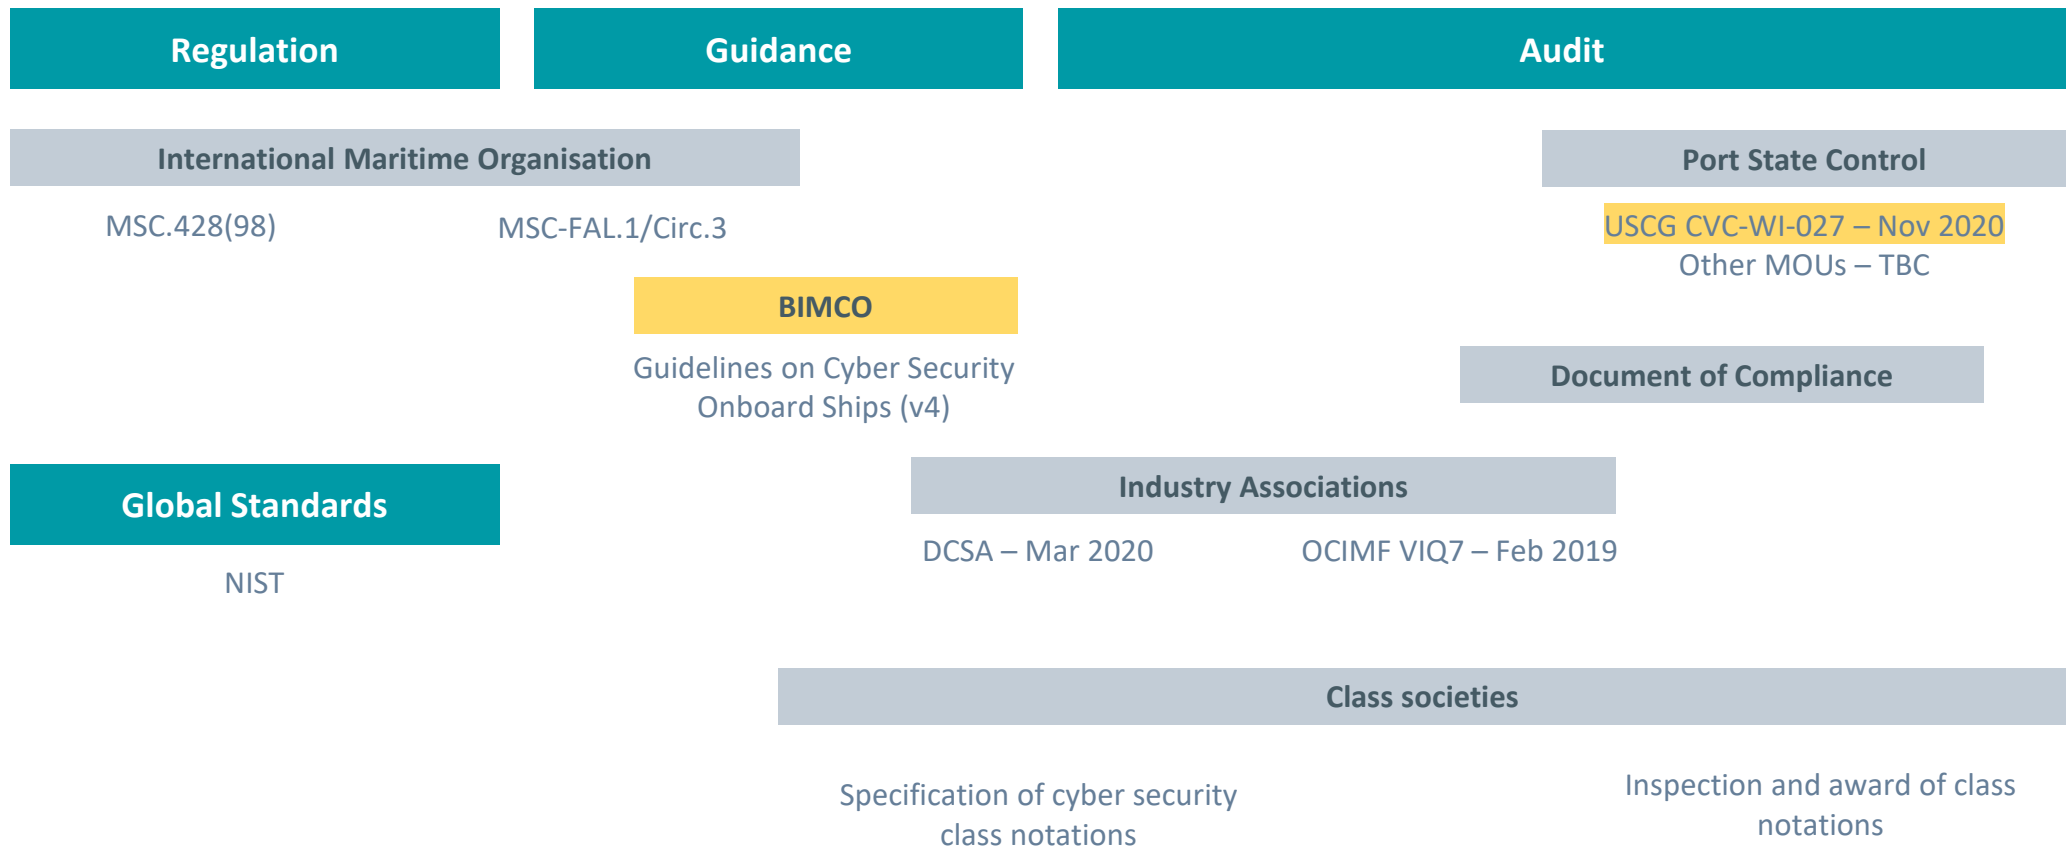 Regulation
Guidance
Audit
International Maritime Organisation
Port State Control
MSC.428(98)
MSC-FAL.1/Circ.3
USCG CVC-WI-027 – Nov 2020
Other MOUs – TBC
BIMCO
Guidelines on Cyber Security
Onboard Ships (v4)
Document of Compliance
Global Standards
NIST
Industry Associations
DCSA – Mar 2020
OCIMF VIQ7 – Feb 2019
Class societies
Specification of cyber security
class notations
Inspection and award of class
notations